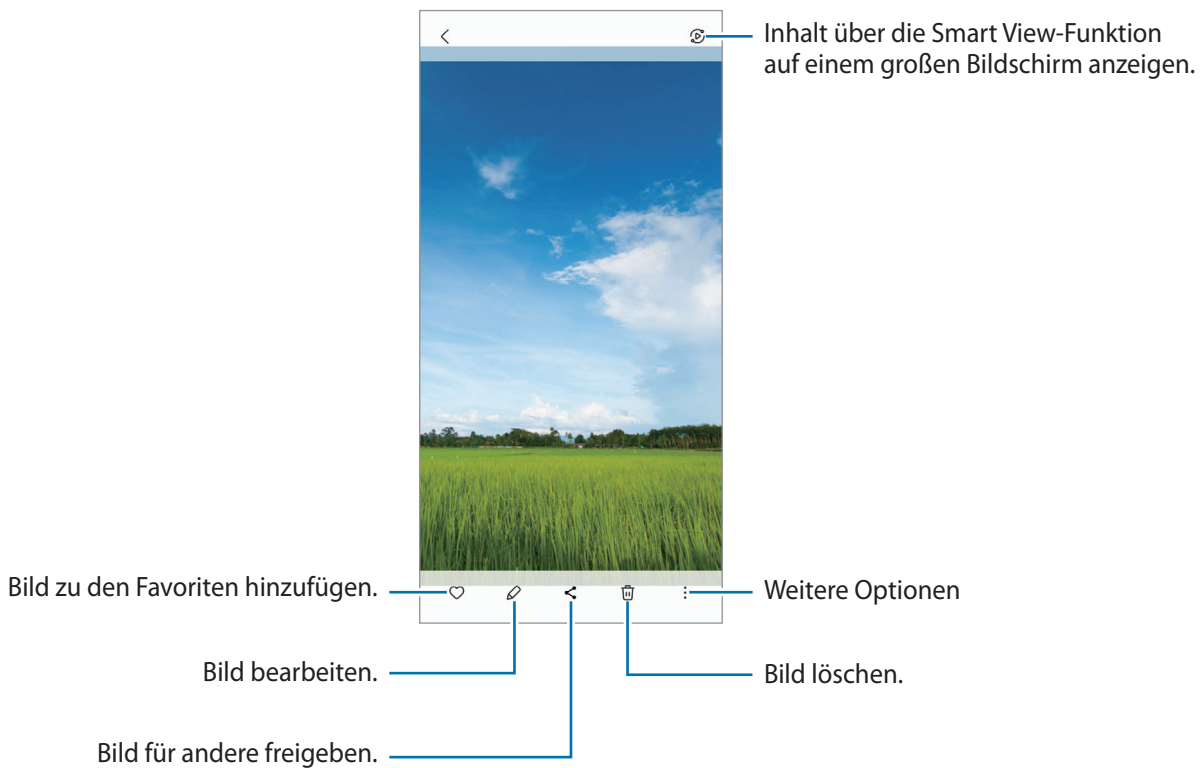 Inhalt über die Smart View-Funktion
auf einem großen Bildschirm anzeigen.
Bild zu den Favoriten hinzufügen.
Weitere Optionen
Bild bearbeiten.
Bild löschen.
Bild für andere freigeben.